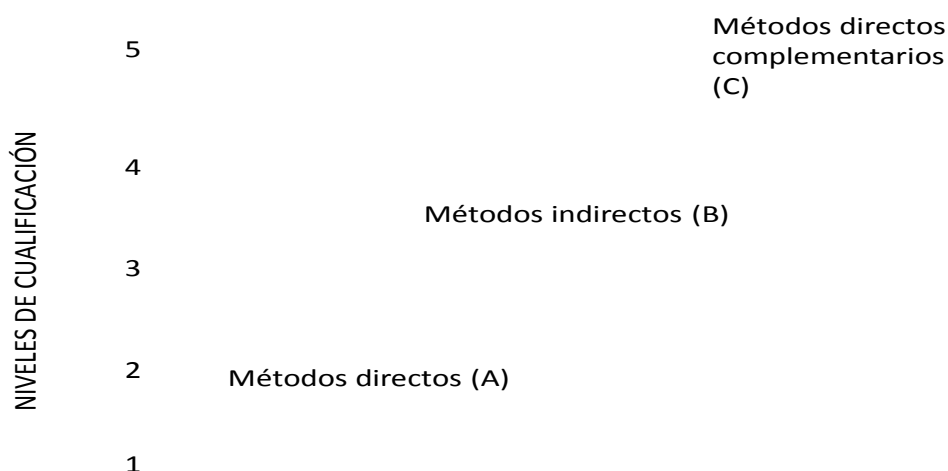 Métodos directos
complementarios
(C)
5
4
Métodos indirectos (B)
3
2
Métodos directos (A)
1
NIVELES DE CUALIFICACIÓN